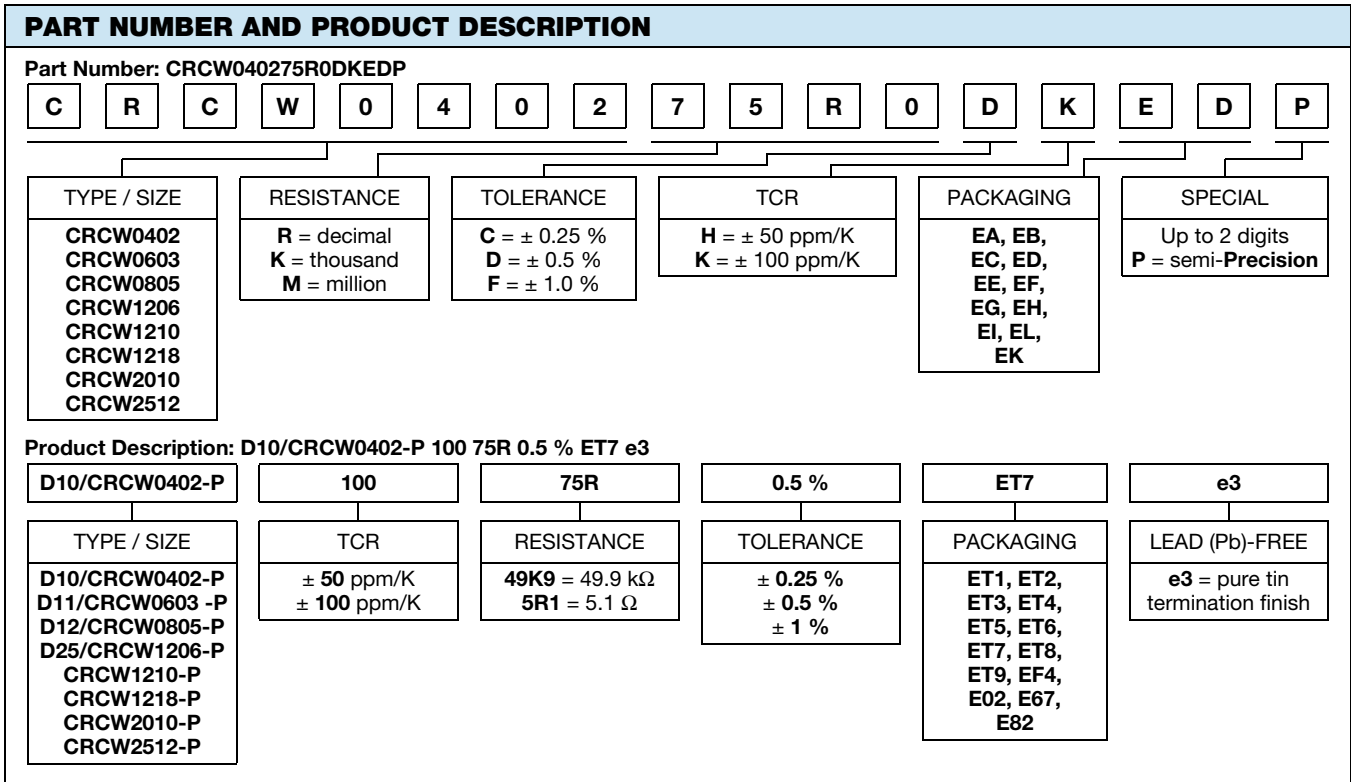 PART NUMBER AND PRODUCT DESCRIPTION
Part Number: CRCW040275R0DKEDP
C R C W 0 4 0 2 7 5 R 0 D K E D P
TYPE / SIZE
CRCW0402
CRCW0603
CRCW0805
CRCW1206
CRCW1210
CRCW1218
CRCW2010
CRCW2512
RESISTANCE
R = decimal
K = thousand
M = million
TOLERANCE
C = ± 0.25 %
D = ± 0.5 %
F = ± 1.0 %
TCR
H = ± 50 ppm/K
K = ± 100 ppm/K
PACKAGING
EA, EB,
EC, ED,
EE, EF,
EG, EH,
EI, EL,
EK
SPECIAL
Up to 2 digits
P = semi-Precision
Product Description: D10/CRCW0402-P 100 75R 0.5 % ET7 e3
D10/CRCW0402-P 100 75R 0.5 % ET7 e3
TYPE / SIZE
D10/CRCW0402-P
D11/CRCW0603 -P
D12/CRCW0805-P
D25/CRCW1206-P
CRCW1210-P
CRCW1218-P
CRCW2010-P
CRCW2512-P
TCR
± 50 ppm/K
± 100 ppm/K
RESISTANCE
49K9 = 49.9 kΩ
5R1 = 5.1 Ω
TOLERANCE
± 0.25 %
± 0.5 %
± 1 %
PACKAGING
ET1, ET2,
ET3, ET4,
ET5, ET6,
ET7, ET8,
ET9, EF4,
E02, E67,
E82
LEAD (Pb)-FREE
e3 = pure tin
termination finish